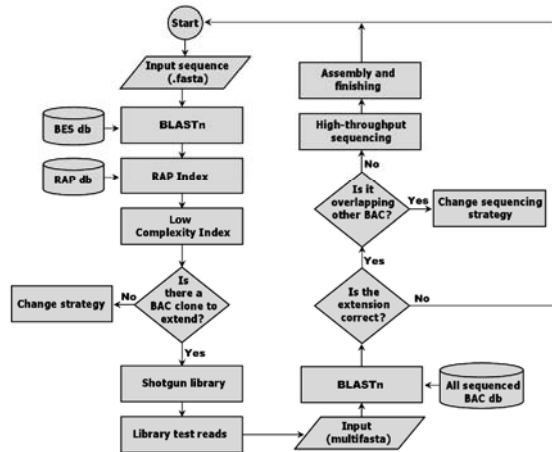 Start
Input sequence
(.fasta)
BES db
BLASTn
RAP db
RAP Index
Low
Complexity Index
Is
there a
BAC clone to
extend?
No
Change strategy
Yes
Shotgun library
Library test reads
Input
(multifasta)
BLASTn
All sequenced
BAC db
Is the
extension
correct?
No
Yes
Is it
overlapping
other BAC?
Yes
Change sequencing
strategy
No
High-throughput
sequencing
Assembly and
finishing